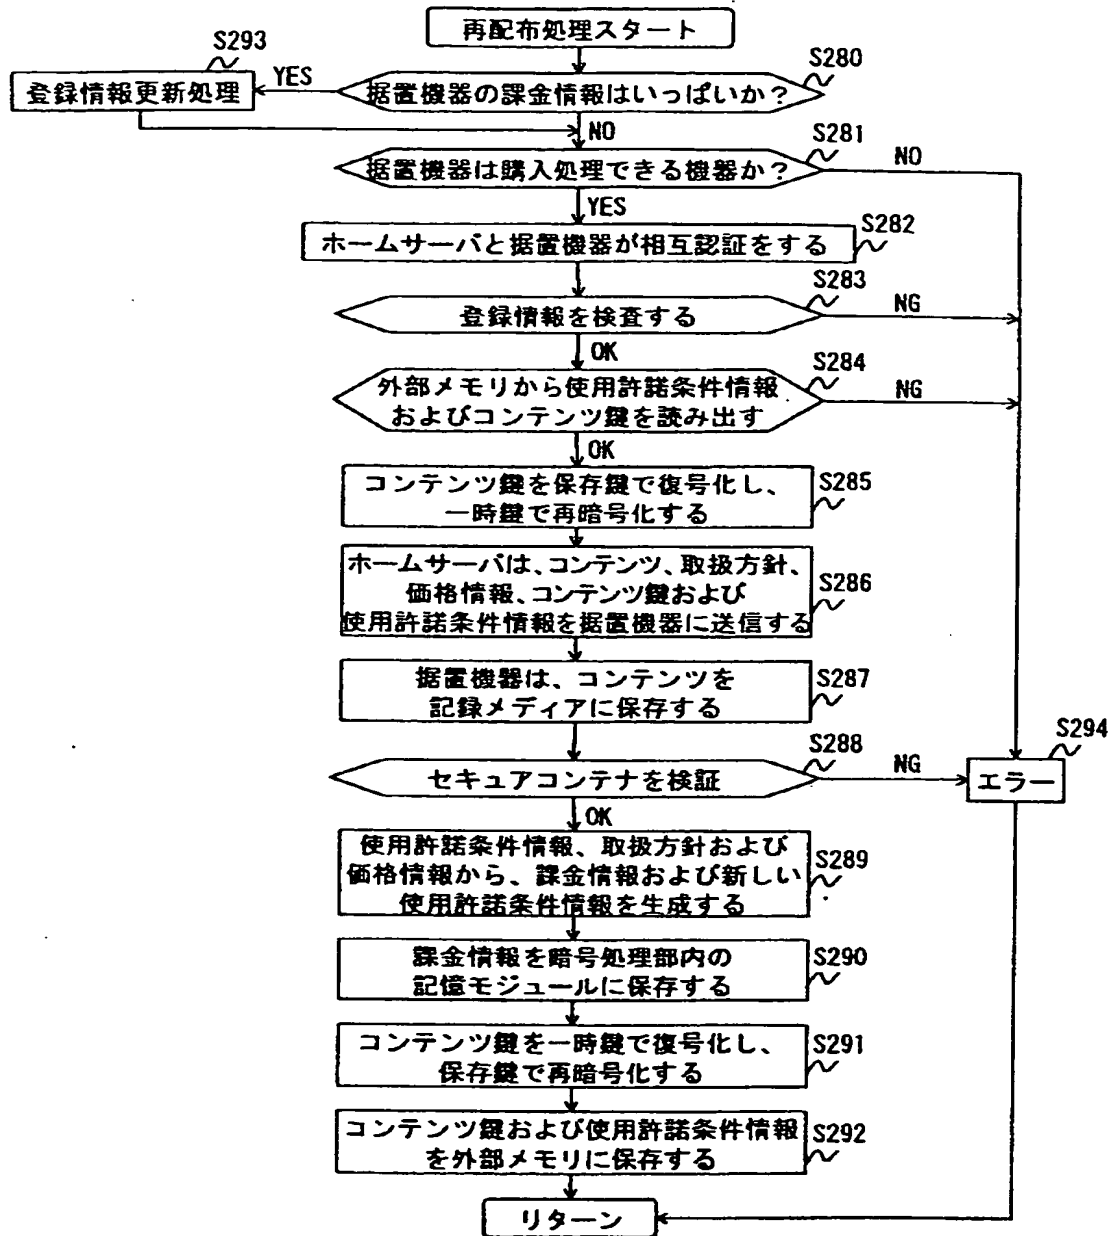 再配布処理スタート
S280
据置機器の課金情報はいっぱいか?
YES
S293
登録情報更新処理
NO
S281
据置機器は購入処理できる機器か?
NO
YES
S282
ホームサーバと据置機器が相互認証をする
S283
登録情報を検査する
NG
OK
S284
外部メモリから使用許諾条件情報
およびコンテンツ鍵を読み出す
NG
OK
S285
コンテンツ鍵を保存鍵で復号化し、
一時鍵で再暗号化する
S286
ホームサーバは、コンテンツ、取扱方針、
価格情報、コンテンツ鍵および
使用許諾条件情報を据置機器に送信する
S287
据置機器は、コンテンツを
記録メディアに保存する
S288
セキュアコンテナを検証
NG
S294
エラー
OK
S289
使用許諾条件情報、取扱方針および
価格情報から、課金情報および新しい
使用許諾条件情報を生成する
S290
課金情報を暗号処理部内の
記憶モジュールに保存する
S291
コンテンツ鍵を一時鍵で復号化し、
保存鍵で再暗号化する
S292
コンテンツ鍵および使用許諾条件情報
を外部メモリに保存する
リターン